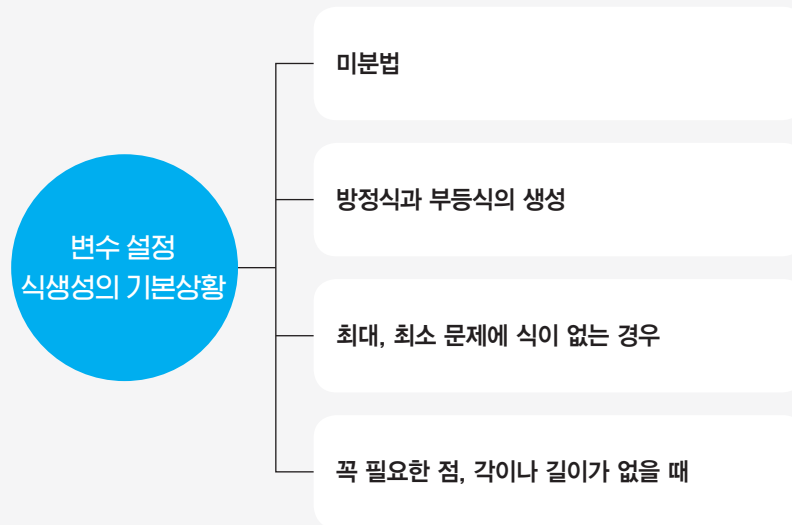 미분법
방정식과 부등식의 생성
변수 설정
식생성의 기본상황
최대, 최소 문제에 식이 없는 경우
꼭 필요한 점, 각이나 길이가 없을 때